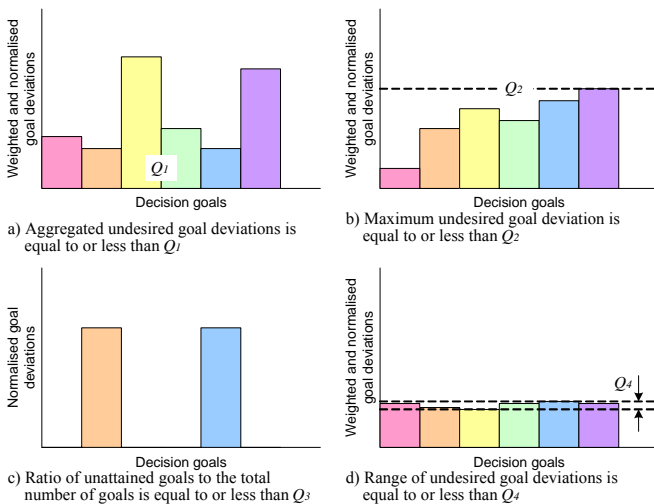 Weighted and normalised
goal deviations
Q1
Decision goals
a) Aggregated undesired goal deviations is
equal to or less than Q1
Weighted and normalised
goal deviations
Q2
Decision goals
b) Maximum undesired goal deviation is
equal to or less than Q2
Normalised goal
deviations
Decision goals
c) Ratio of unattained goals to the total
number of goals is equal to or less than Q3
Weighted and normalised
goal deviations
Q4
Decision goals
d) Range of undesired goal deviations is
equal to or less than Q4